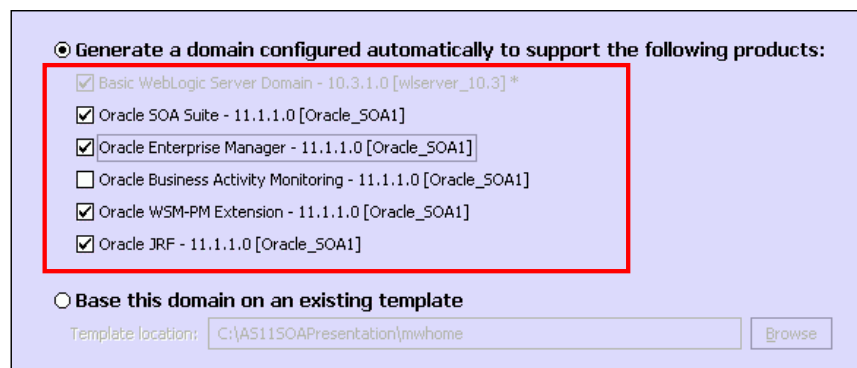 Generate a domain configured automatically to support the following products:
Basic WebLogic Server Domain - 10.3.1.0 [wlserver_10.3] *
Oracle SOA Suite - 11.1.1.0 [Oracle_SOA1]
Oracle Enterprise Manager - 11.1.1.0 [Oracle_SOA1]
Oracle Business Activity Monitoring - 11.1.1.0 [Oracle_SOA1]
Oracle WSM-PM Extension - 11.1.1.0 [Oracle_SOA1]
Oracle JRF - 11.1.1.0 [Oracle_SOA1]
Base this domain on an existing template
Template location: C:\AS11SOAPresentation\mwhome Browse